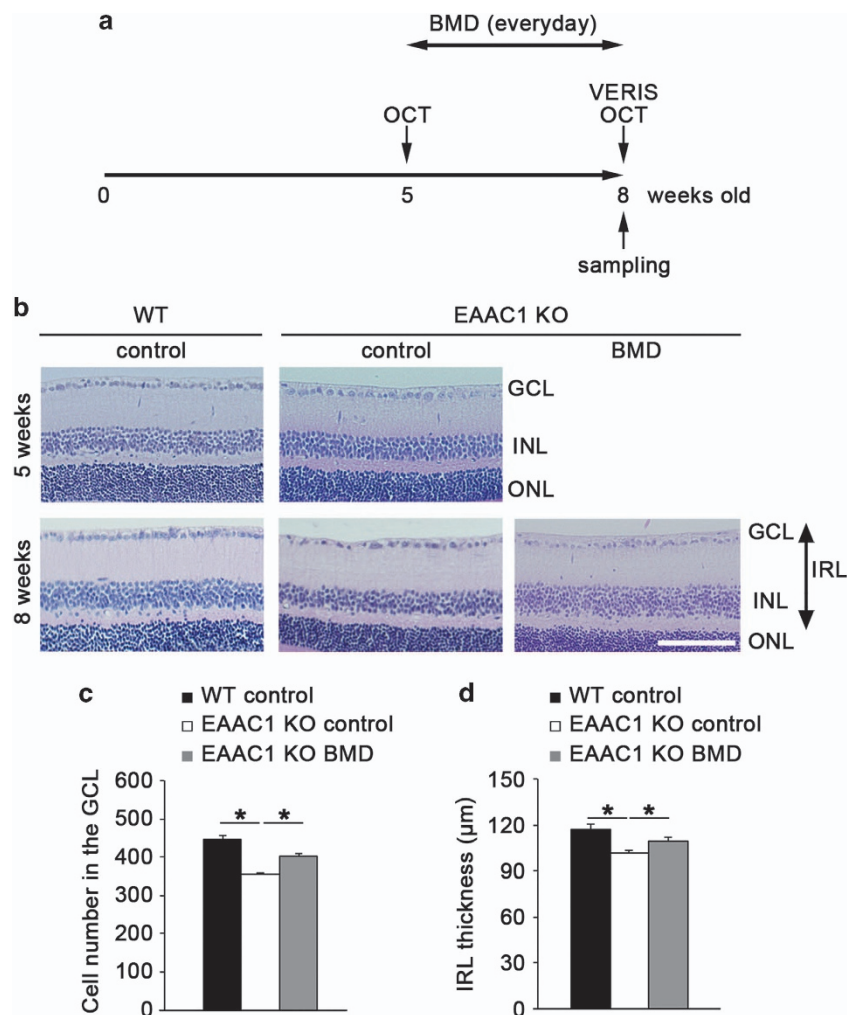 a
BMD (everyday)
VERIS
OCT OCT
0 5 8 weeks old
sampling
b
WT EAAC1 KO
control control BMD
5 weeks
GCL
INL
ONL
8 weeks
GCL
INL
ONL
IRL
c
WT control
EAAC1 KO control
EAAC1 KO BMD
Cell number in the GCL
600
500
400
300
200
100
0
* *
d
WT control
EAAC1 KO control
EAAC1 KO BMD
IRL thickness (µm)
150
120
90
60
30
0
* *